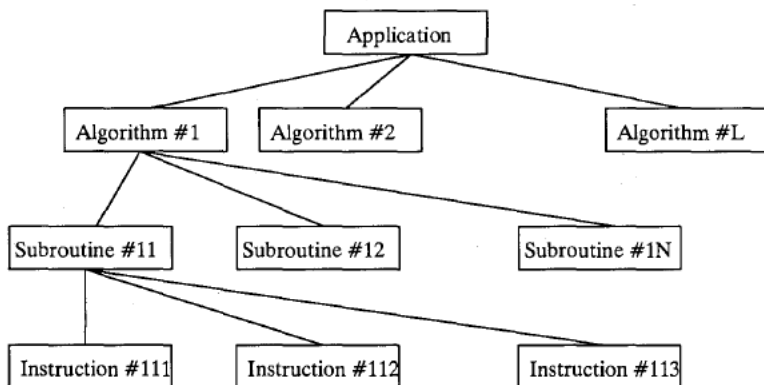 Application
Algorithm #1
Algorithm #2
Algorithm #L
Subroutine #11
Subroutine #12
Subroutine #1N
Instruction #111
Instruction #112
Instruction #113